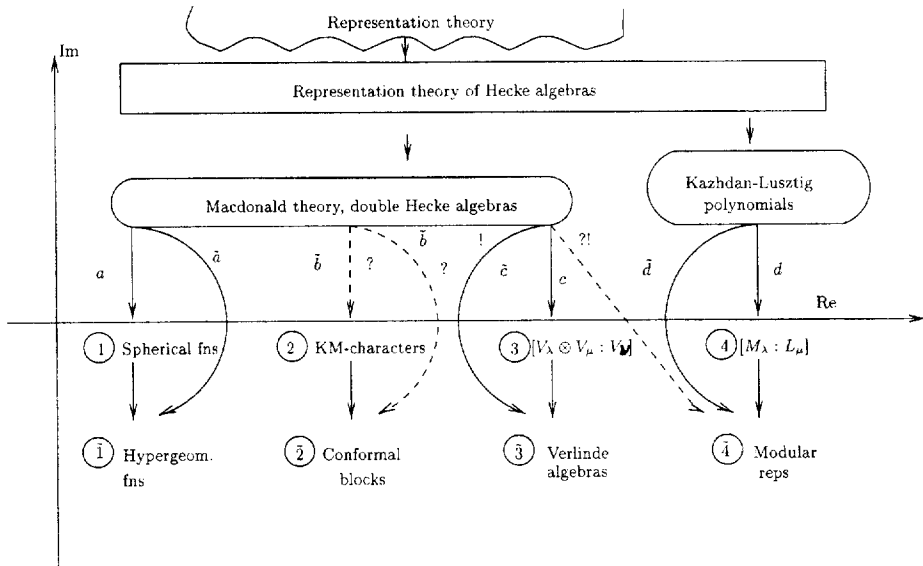 Representation theory
Im
Representation theory of Hecke algebras
Kazhdan-Lusztig
polynomials
Macdonald theory, double Hecke algebras
a
ã
b̃
?
b̃
?
!
c̃
c
?!
d̃
d
Re
1 Spherical fns
2 KM-characters
3 [V_λ ⊗ V_μ :
4 [M_λ : L_μ]
1̃ Hypergeom.
fns
2̃ Conformal
blocks
3̃ Verlinde
algebras
4̃ Modular
reps